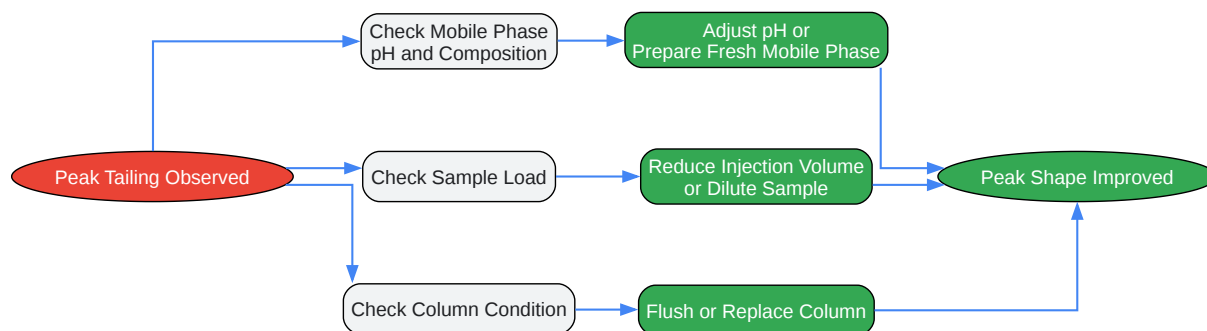 Check Mobile Phase
pH and Composition
Adjust pH or
Prepare Fresh Mobile Phase
Peak Tailing Observed
Check Sample Load
Reduce Injection Volume
or Dilute Sample
Peak Shape Improved
Check Column Condition
Flush or Replace Column